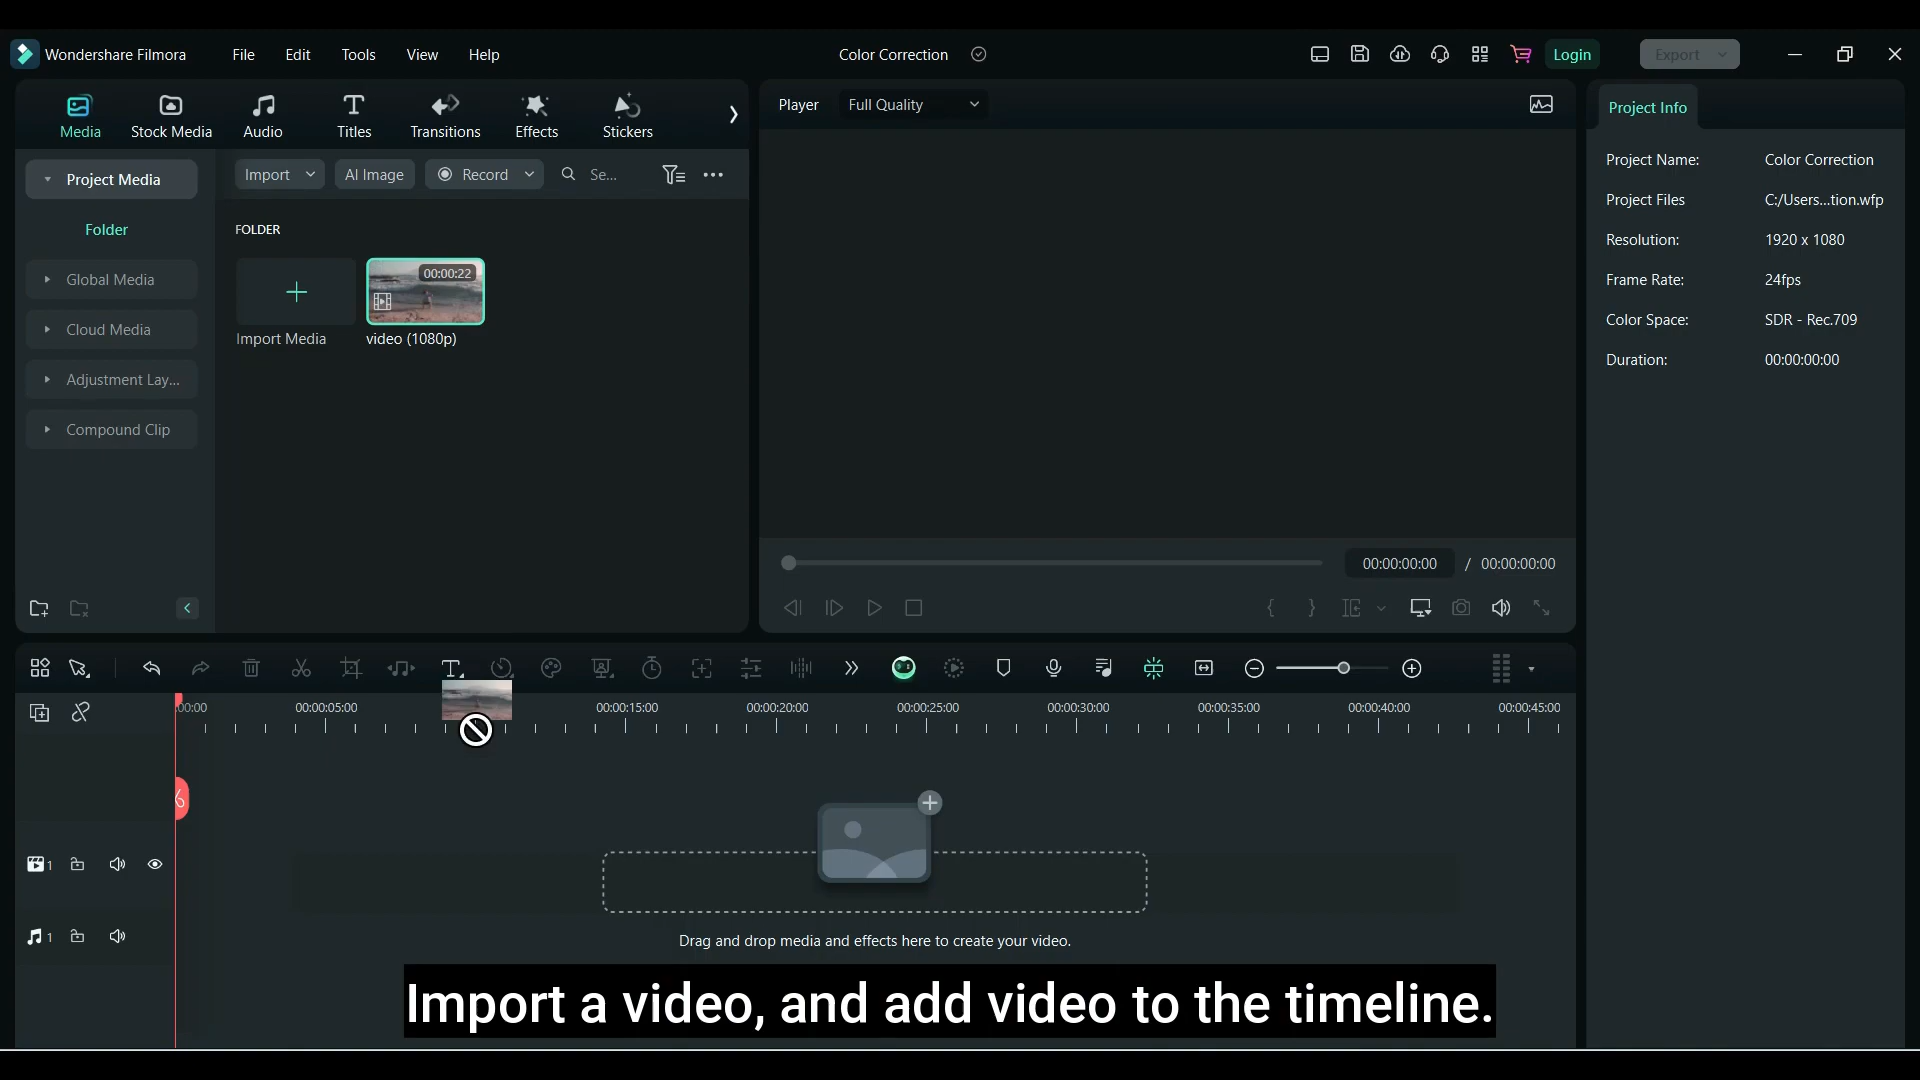 Wondershare Filmora
File
Edit
Tools
View
Help
Color Correction
Login
Export
Media
Stock Media
Audio
Titles
Transitions
Effects
Stickers
Player
Full Quality
Project Info
Project Media
Import
AI Image
Record
Se...
Folder
FOLDER
Global Media
Cloud Media
Adjustment Lay...
Compound Clip
00:00:22
Import Media
video (1080p)
Project Name:
Color Correction
Project Files
C:/Users...tion.wfp
Resolution:
1920 x 1080
Frame Rate:
24fps
Color Space:
SDR - Rec.709
Duration:
00:00:00:00
00:00:00:00
/ 00:00:00:00
:00:00
00:00:05:00
00:00:15:00
00:00:20:00
00:00:25:00
00:00:30:00
00:00:35:00
00:00:40:00
00:00:45:00
1
1
Drag and drop media and effects here to create your video.
Import a video, and add video to the timeline.